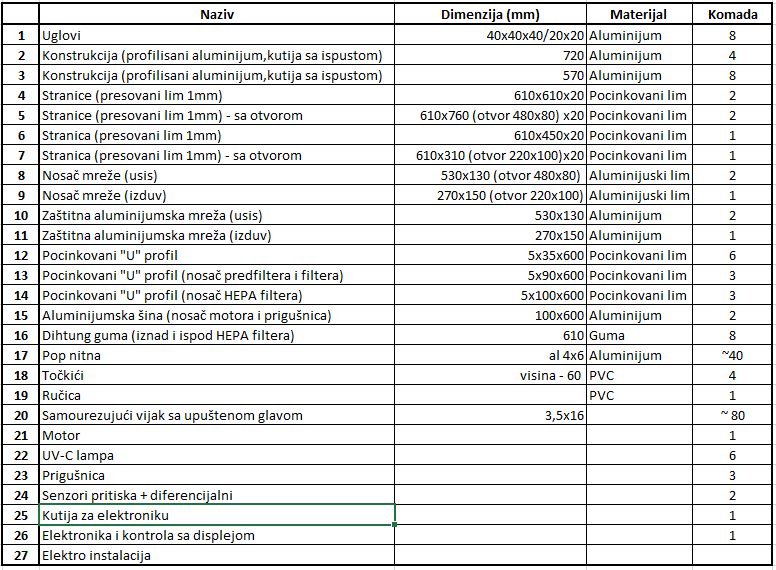 Naziv Dimenzija (mm) Materijal Komada
1 Uglovi 40x40x40/20x20 Aluminijum 8
2 Konstrukcija (profilisani aluminijum,kutija sa ispustom) 720 Aluminijum 4
3 Konstrukcija (profilisani aluminijum,kutija sa ispustom) 570 Aluminijum 8
4 Stranice (presovani lim 1mm) 610x610x20 Pocinkovani lim 2
5 Stranice (presovani lim 1mm) - sa otvorom 610x760 (otvor 480x80) x20 Pocinkovani lim 2
6 Stranica (presovani lim 1mm) 610x450x20 Pocinkovani lim 1
7 Stranica (presovani lim 1mm) - sa otvorom 610x310 (otvor 220x100)x20 Pocinkovani lim 1
8 Nosač mreže (usis) 530x130 (otvor 480x80) Aluminijuski lim 2
9 Nosač mreže (izduv) 270x150 (otvor 220x100) Aluminijuski lim 1
10 Zaštitna aluminijumska mreža (usis) 530x130 Aluminijum 2
11 Zaštitna aluminijumska mreža (izduv) 270x150 Aluminijum 1
12 Pocinkovani "U" profil 5x35x600 Pocinkovani lim 6
13 Pocinkovani "U" profil (nosač predfiltera i filtera) 5x90x600 Pocinkovani lim 3
14 Pocinkovani "U" profil (nosač HEPA filtera) 5x100x600 Pocinkovani lim 3
15 Aluminijumska šina (nosač motora i prigušnica) 100x600 Aluminijum 2
16 Dihtung guma (iznad i ispod HEPA filtera) 610 Guma 8
17 Pop nitna al 4x6 Aluminijum ~40
18 Točkići visina - 60 PVC 4
19 Ručica PVC 1
20 Samourezujući vijak sa upuštenom glavom 3,5x16 ~ 80
21 Motor 1
22 UV-C lampa 6
23 Prigušnica 3
24 Senzori pritiska + diferencijalni 2
25 Kutija za elektroniku 1
26 Elektronika i kontrola sa displejom 1
27 Elektro instalacija